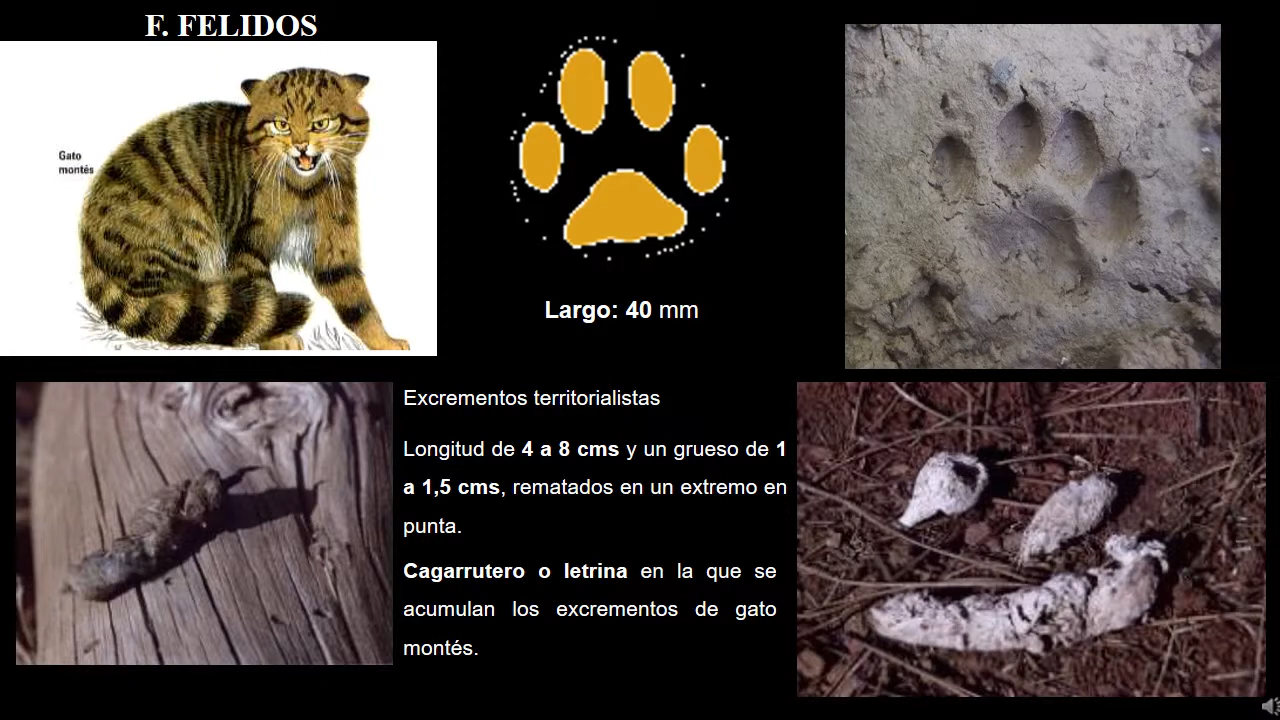 F. FELIDOS
Gato
montés
Largo: 40 mm
Excrementos territorialistas
Longitud de 4 a 8 cms y un grueso de 1
a 1,5 cms, rematados en un extremo en
punta.
Cagarrutero o letrina en la que se
acumulan los excrementos de gato
montés.